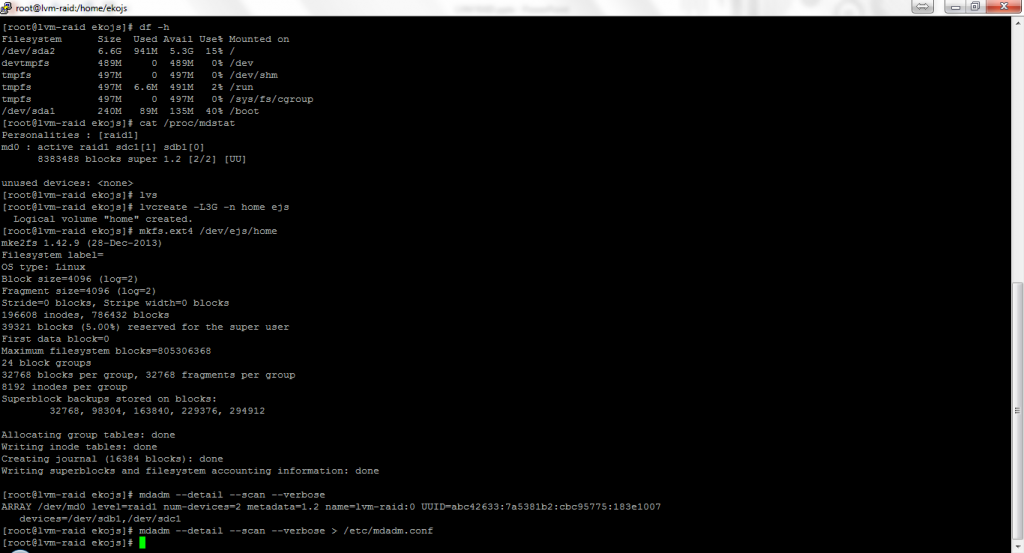 root@lvm-raid:/home/ekojs
[root@lvm-raid ekojs]# df -h
Filesystem      Size  Used Avail Use% Mounted on
/dev/sda2       6.6G  941M  5.3G  15% /
devtmpfs        489M     0  489M   0% /dev
tmpfs           497M     0  497M   0% /dev/shm
tmpfs           497M  6.6M  491M   2% /run
tmpfs           497M     0  497M   0% /sys/fs/cgroup
/dev/sda1       240M   89M  135M  40% /boot
[root@lvm-raid ekojs]# cat /proc/mdstat
Personalities : [raid1]
md0 : active raid1 sdc1[1] sdb1[0]
      8383488 blocks super 1.2 [2/2] [UU]
unused devices: <none>
[root@lvm-raid ekojs]# lvs
[root@lvm-raid ekojs]# lvcreate -L3G -n home ejs
  Logical volume "home" created.
[root@lvm-raid ekojs]# mkfs.ext4 /dev/ejs/home
mke2fs 1.42.9 (28-Dec-2013)
Filesystem label=
OS type: Linux
Block size=4096 (log=2)
Fragment size=4096 (log=2)
Stride=0 blocks, Stripe width=0 blocks
196608 inodes, 786432 blocks
39321 blocks (5.00%) reserved for the super user
First data block=0
Maximum filesystem blocks=805306368
24 block groups
32768 blocks per group, 32768 fragments per group
8192 inodes per group
Superblock backups stored on blocks:
        32768, 98304, 163840, 229376, 294912
Allocating group tables: done
Writing inode tables: done
Creating journal (16384 blocks): done
Writing superblocks and filesystem accounting information: done
[root@lvm-raid ekojs]# mdadm --detail --scan --verbose
ARRAY /dev/md0 level=raid1 num-devices=2 metadata=1.2 name=lvm-raid:0 UUID=abc42633:7a5381b2:cbc95775:183e1007
   devices=/dev/sdb1,/dev/sdc1
[root@lvm-raid ekojs]# mdadm --detail --scan --verbose > /etc/mdadm.conf
[root@lvm-raid ekojs]#